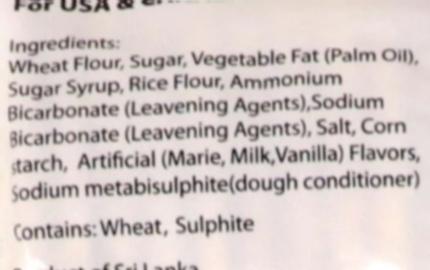 For USA &
Ingredients:
Wheat Flour, Sugar, Vegetable Fat (Palm Oil),
Sugar Syrup, Rice Flour, Ammonium
Bicarbonate (Leavening Agents),Sodium
Bicarbonate (Leavening Agents), Salt, Corn
starch, Artificial (Marie, Milk,Vanilla) Flavors,
Sodium metabisulphite(dough conditioner)
Contains: Wheat, Sulphite
Product of Sri Lanka